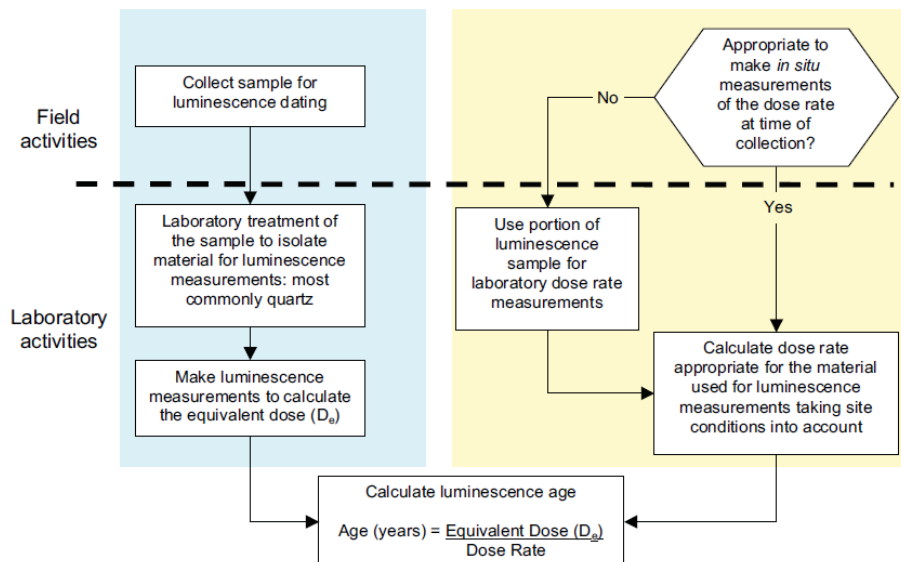 Field
activities
Laboratory
activities
Collect sample for
luminescence dating
Laboratory treatment of
the sample to isolate
material for luminescence
measurements: most
commonly quartz
Make luminescence
measurements to calculate
the equivalent dose (Dₑ)
Appropriate to
make in situ
measurements
of the dose rate
at time of
collection?
No
Yes
Use portion of
luminescence
sample for
laboratory dose rate
measurements
Calculate dose rate
appropriate for the material
used for luminescence
measurements taking site
conditions into account
Calculate luminescence age
Age (years) = Equivalent Dose (Dₑ)
Dose Rate